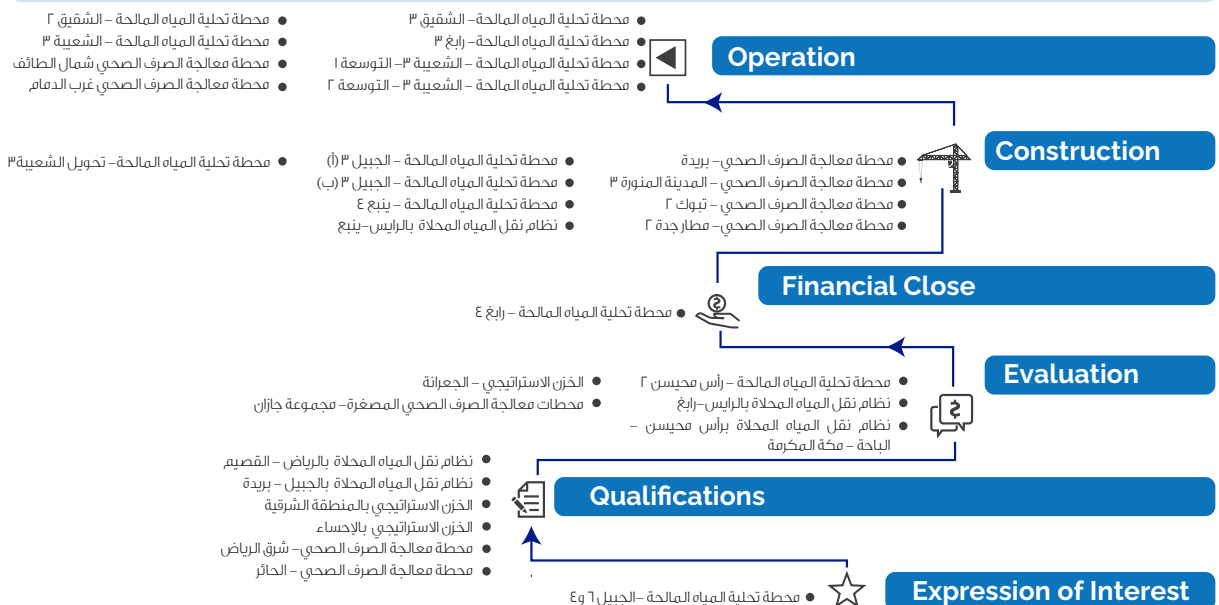 Operation
محطة تحلية المياه المالحة– الشقيق ٣
محطة تحلية المياه المالحة– رابغ ٣
محطة تحلية المياه المالحة – الشعيبة ٣– التوسعة ١
محطة تحلية المياه المالحة – الشعيبة ٣ – التوسعة ٢
محطة تحلية المياه المالحة – الشقيق ٢
محطة تحلية المياه المالحة – الشعيبة ٣
محطة معالجة الصرف الصحي شمال الطائف
محطة معالجة الصرف الصحي غرب الدمام
Construction
محطة معالجة الصرف الصحي– بريدة
محطة معالجة الصرف الصحي – المدينة المنورة ٣
محطة معالجة الصرف الصحي – تبوك ٢
محطة معالجة الصرف الصحي– مطار جدة ٢
محطة تحلية المياه المالحة – الجبيل ٣ (أ)
محطة تحلية المياه المالحة – الجبيل ٣ (ب)
محطة تحلية المياه المالحة – ينبع ٤
نظام نقل المياه المحلاة بالرايس–ينبع
محطة تحلية المياه المالحة– تحويل الشعيبة٣
Financial Close
محطة تحلية المياه المالحة – رابغ ٤
Evaluation
محطة تحلية المياه المالحة – رأس محيسن ٢
نظام نقل المياه المحلاة بالرايس–رابغ
نظام نقل المياه المحلاة برأس محيسن –
الباحة – مكة المكرمة
الخزن الاستراتيجي – الجعرانة
محطات معالجة الصرف الصحي المصغرة– مجموعة جازان
Qualifications
نظام نقل المياه المحلاة بالرياض – القصيم
نظام نقل المياه المحلاة بالجبيل – بريدة
الخزن الاستراتيجي بالمنطقة الشرقية
الخزن الاستراتيجي بالإحساء
محطة معالجة الصرف الصحي– شرق الرياض
محطة معالجة الصرف الصحي – الحائر
Expression of Interest
محطة تحلية المياه المالحة –الجبيل ٦ و٤